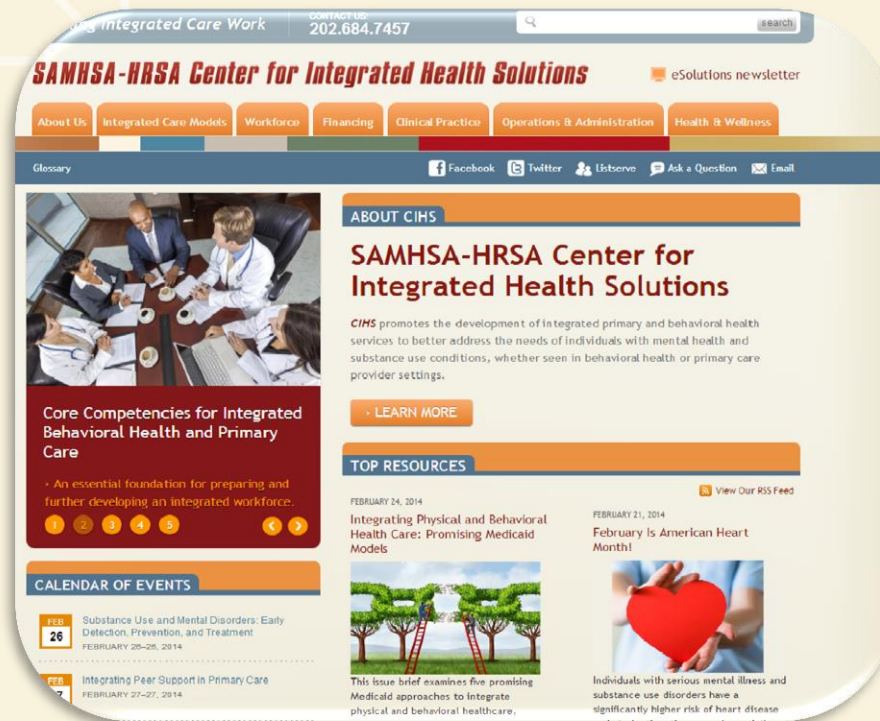 Integrated Care Work
CONTACT US:
202.684.7457
search
SAMHSA-HRSA Center for Integrated Health Solutions
eSolutions newsletter
About Us
Integrated Care Models
Workforce
Financing
Clinical Practice
Operations & Administration
Health & Wellness
Glossary
Facebook
Twitter
Listserve
Ask a Question
Email
Core Competencies for Integrated
Behavioral Health and Primary
Care
An essential foundation for preparing and
further developing an integrated workforce.
1 2 3 4 5
CALENDAR OF EVENTS
FEB
26
Substance Use and Mental Disorders: Early
Detection, Prevention, and Treatment
FEBRUARY 26–26, 2014
FEB
Integrating Peer Support in Primary Care
FEBRUARY 27–27, 2014
ABOUT CIHS
SAMHSA-HRSA Center for
Integrated Health Solutions
CIHS promotes the development of integrated primary and behavioral health
services to better address the needs of individuals with mental health and
substance use conditions, whether seen in behavioral health or primary care
provider settings.
LEARN MORE
TOP RESOURCES
View Our RSS Feed
FEBRUARY 24, 2014
Integrating Physical and Behavioral
Health Care: Promising Medicaid
Models
This issue brief examines five promising
Medicaid approaches to integrate
physical and behavioral healthcare.
FEBRUARY 21, 2014
February Is American Heart
Month!
Individuals with serious mental illness and
substance use disorders have a
significantly higher risk of heart disease